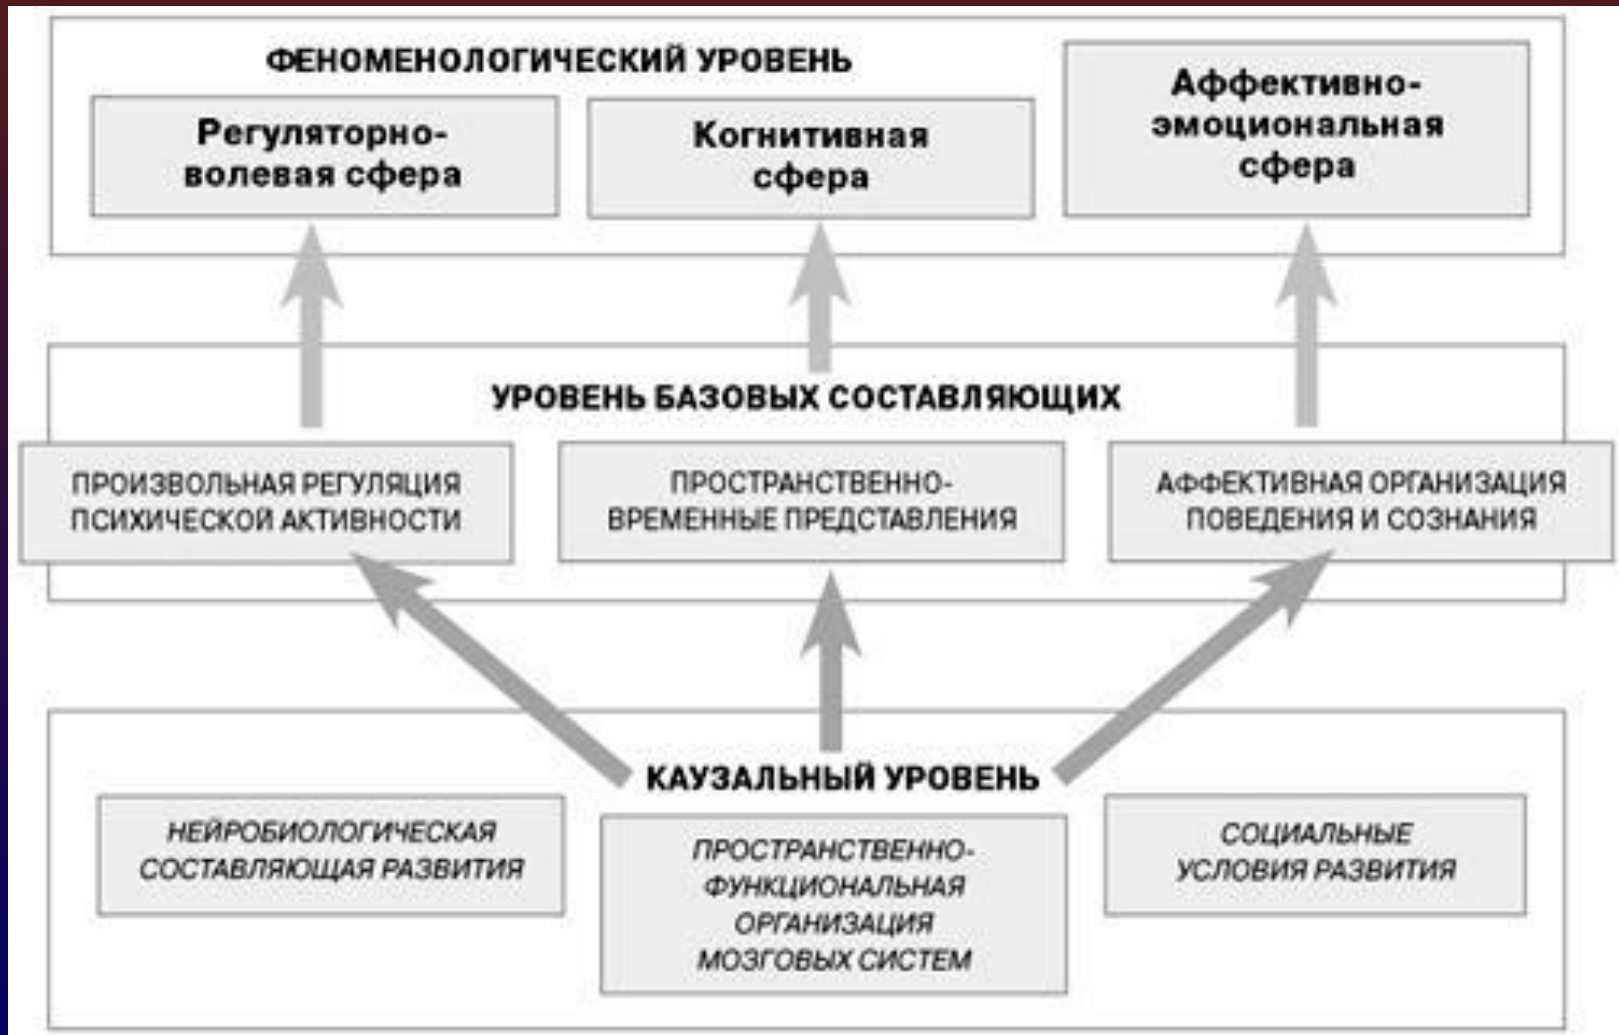 ФЕНОМЕНОЛОГИЧЕСКИЙ УРОВЕНЬ
Регуляторно-
волевая сфера
Когнитивная
сфера
Аффективно-
эмоциональная
сфера
УРОВЕНЬ БАЗОВЫХ СОСТАВЛЯЮЩИХ
ПРОИЗВОЛЬНАЯ РЕГУЛЯЦИЯ
ПСИХИЧЕСКОЙ АКТИВНОСТИ
ПРОСТРАНСТВЕННО-
ВРЕМЕННЫЕ ПРЕДСТАВЛЕНИЯ
АФФЕКТИВНАЯ ОРГАНИЗАЦИЯ
ПОВЕДЕНИЯ И СОЗНАНИЯ
КАУЗАЛЬНЫЙ УРОВЕНЬ
НЕЙРОБИОЛОГИЧЕСКАЯ
СОСТАВЛЯЮЩАЯ РАЗВИТИЯ
ПРОСТРАНСТВЕННО-
ФУНКЦИОНАЛЬНАЯ
ОРГАНИЗАЦИЯ
МОЗГОВЫХ СИСТЕМ
СОЦИАЛЬНЫЕ
УСЛОВИЯ РАЗВИТИЯ